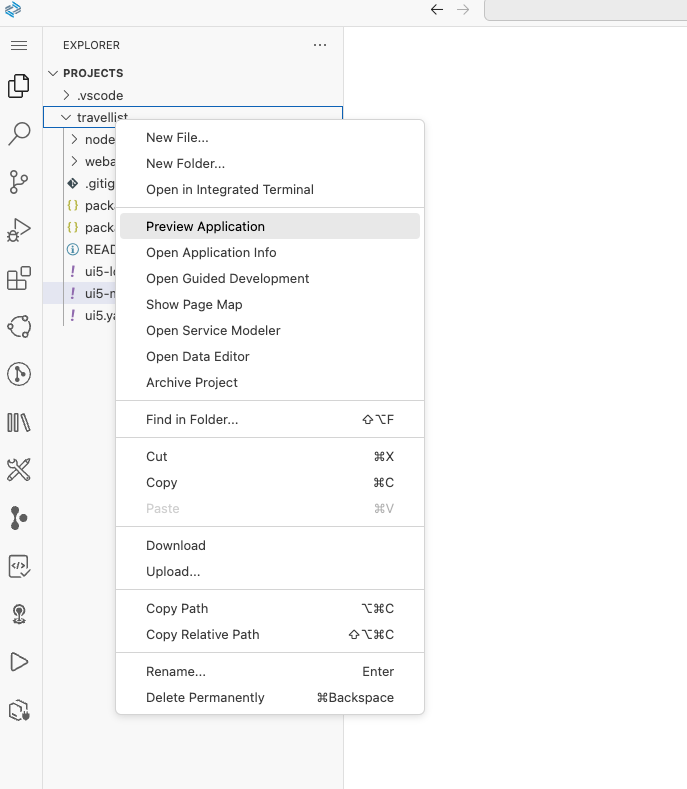 EXPLORER
PROJECTS
.vscode
travellist
New File...
node
New Folder...
weba
Open in Integrated Terminal
.gitig
pack
Preview Application
pack
Open Application Info
READ
Open Guided Development
ui5-lo
Show Page Map
ui5-m
Open Service Modeler
ui5.ya
Open Data Editor
Archive Project
Find in Folder... ⇧⌥F
Cut ⌘X
Copy ⌘C
Paste ⌘V
Download
Upload...
Copy Path ⌥⌘C
Copy Relative Path ⇧⌥⌘C
Rename... Enter
Delete Permanently ⌘Backspace